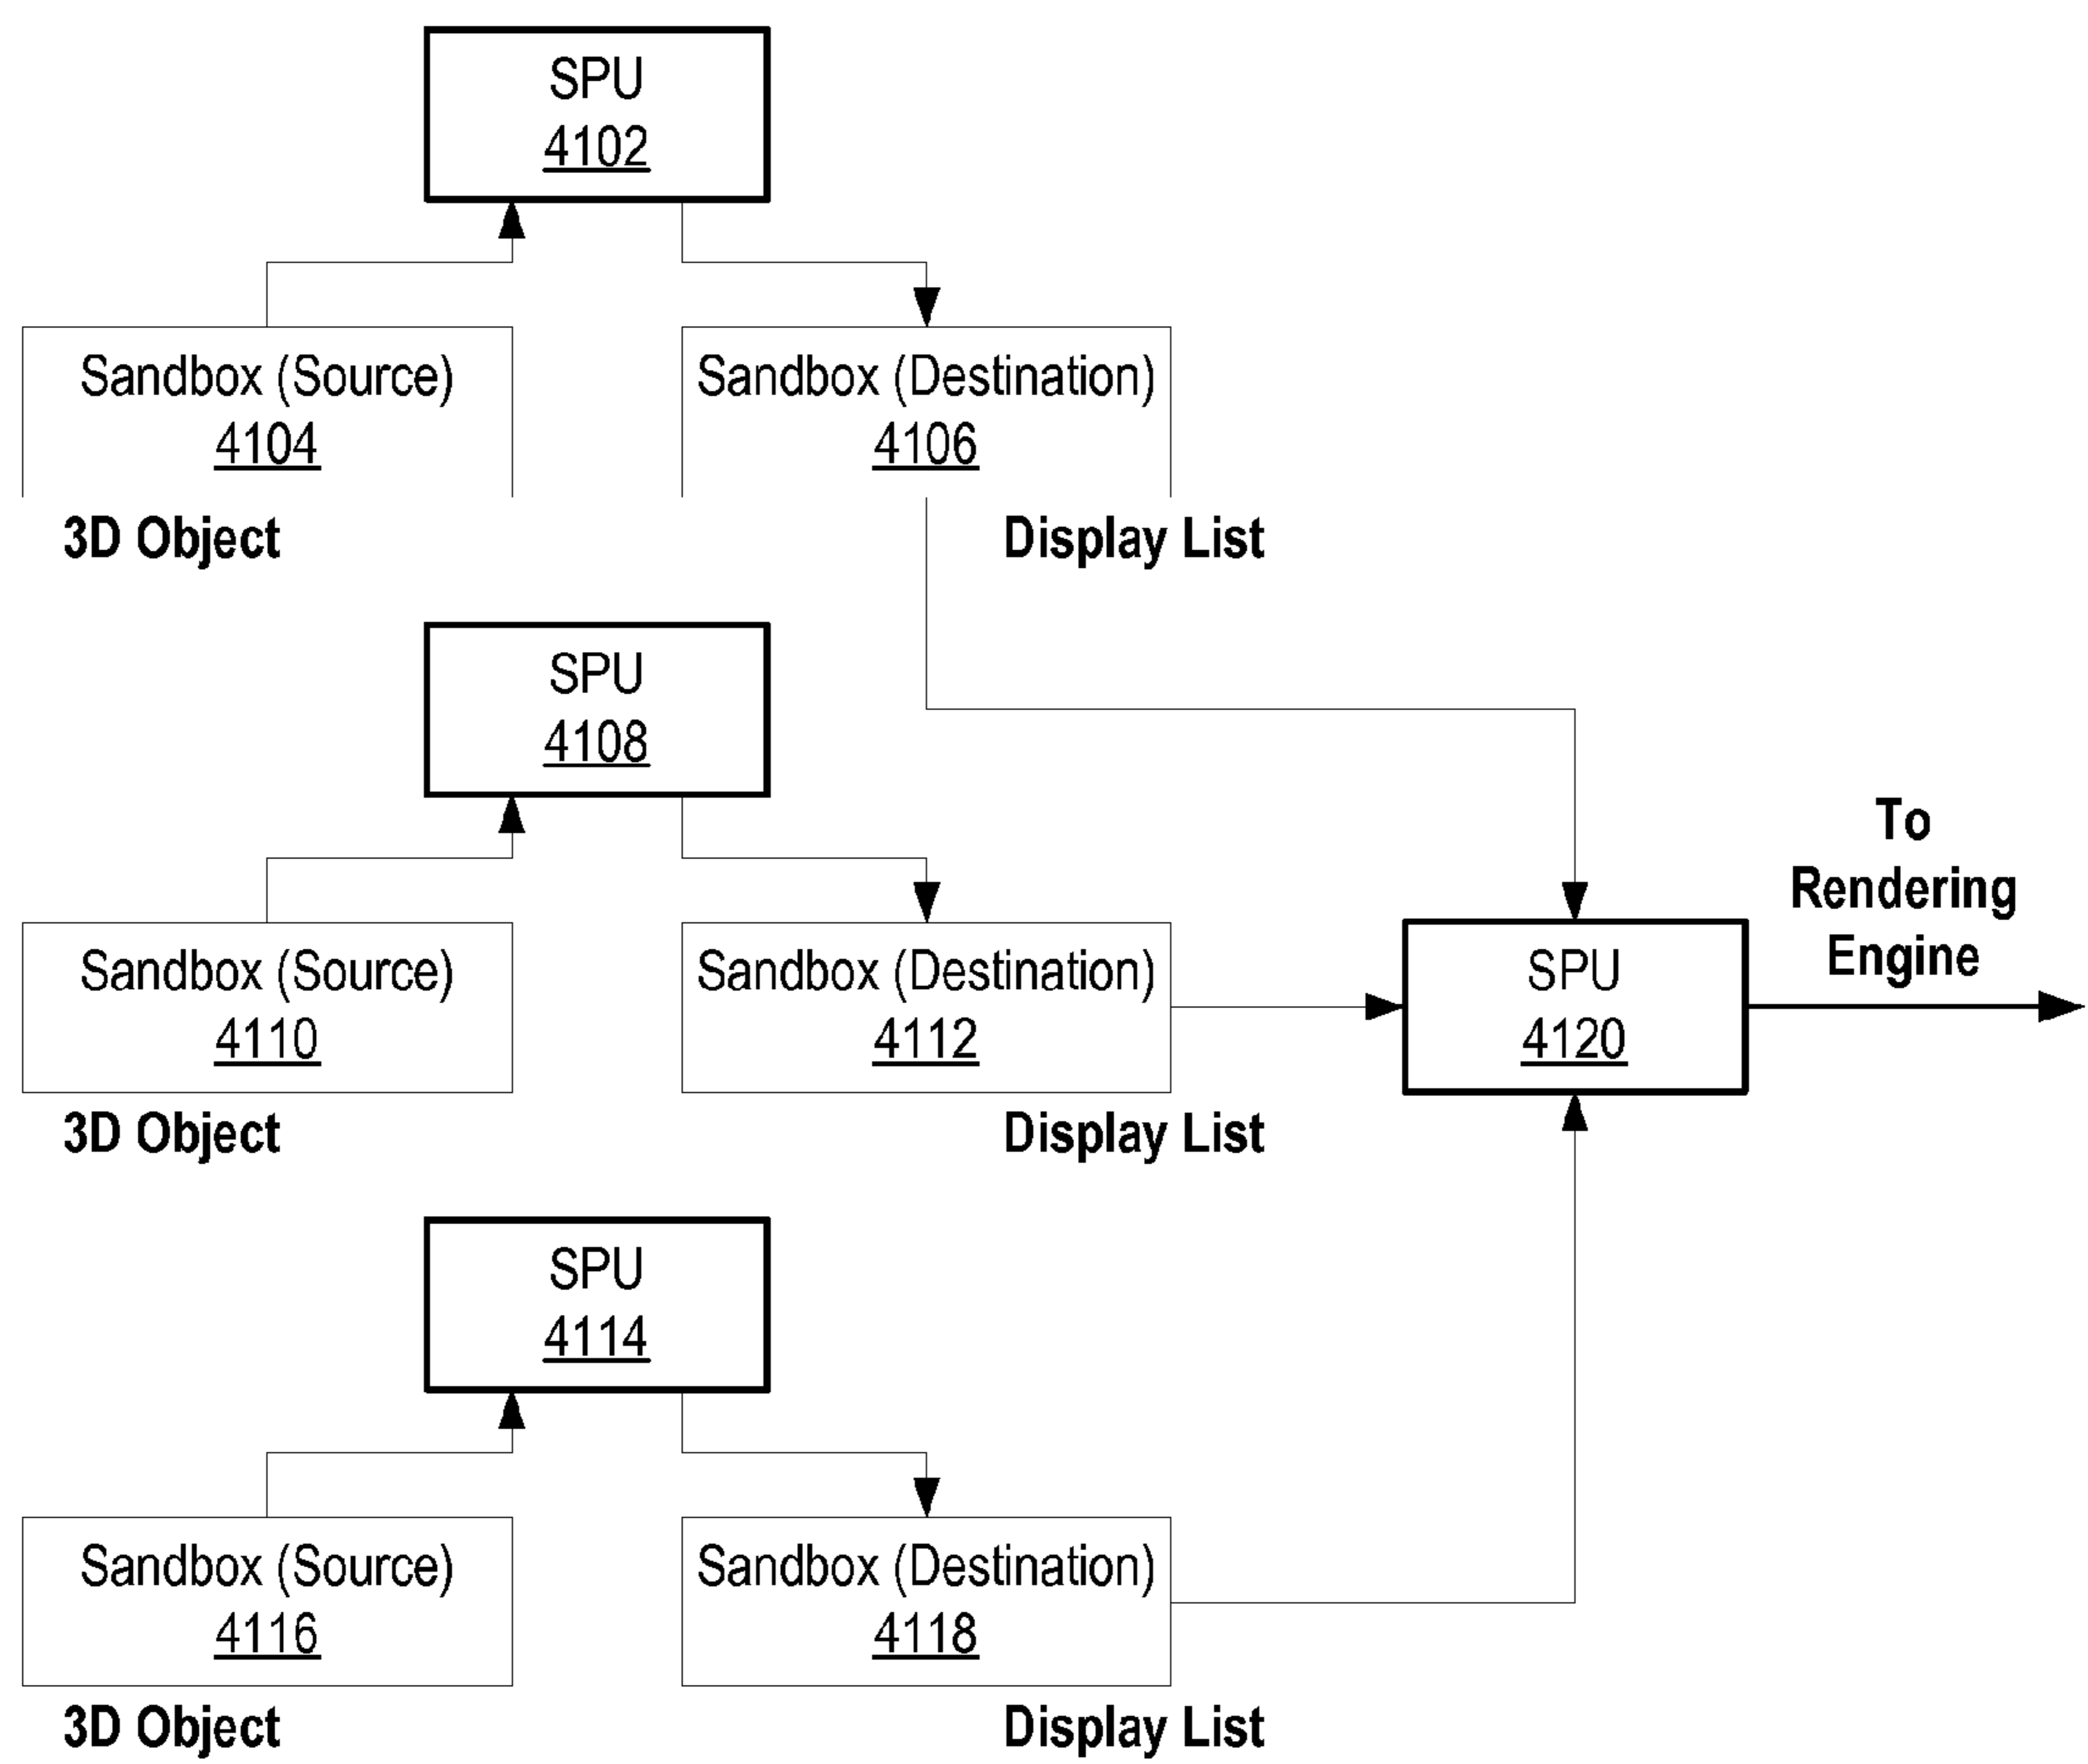 SPU
4102
Sandbox (Source)
4104
3D Object
Sandbox (Destination)
4106
Display List
SPU
4108
Sandbox (Source)
4110
3D Object
Sandbox (Destination)
4112
Display List
SPU
4114
Sandbox (Source)
4116
3D Object
Sandbox (Destination)
4118
Display List
SPU
4120
To
Rendering
Engine